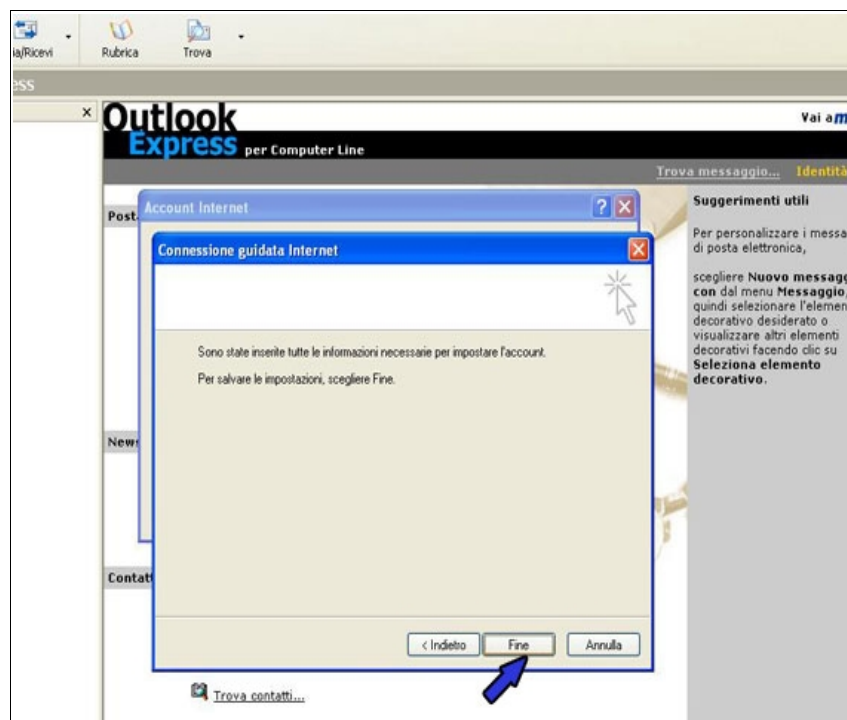 ia/Ricevi
Rubrica
Trova
ess
Outlook
Express per Computer Line
Vai a m
Trova messaggio... Identità
Post
Account Internet
Connessione guidata Internet
Sono state inserite tutte le informazioni necessarie per impostare l'account.
Per salvare le impostazioni, scegliere Fine.
News
Contatt
< Indietro
Fine
Annulla
Trova contatti...
Suggerimenti utili
Per personalizzare i messa
di posta elettronica,
scegliere Nuovo messagg
con dal menu Messaggio,
quindi selezionare l'elemen
decorativo desiderato o
visualizzare altri elementi
decorativi facendo clic su
Seleziona elemento
decorativo.